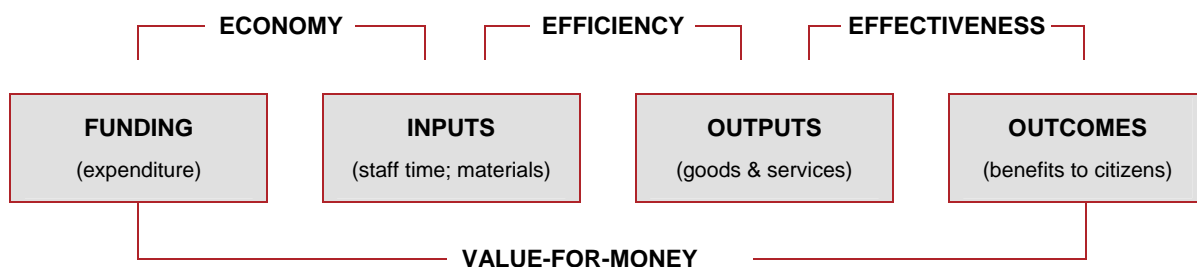 ECONOMY EFFICIENCY EFFECTIVENESS
FUNDING INPUTS OUTPUTS OUTCOMES
(expenditure) (staff time; materials) (goods & services) (benefits to citizens)
VALUE-FOR-MONEY